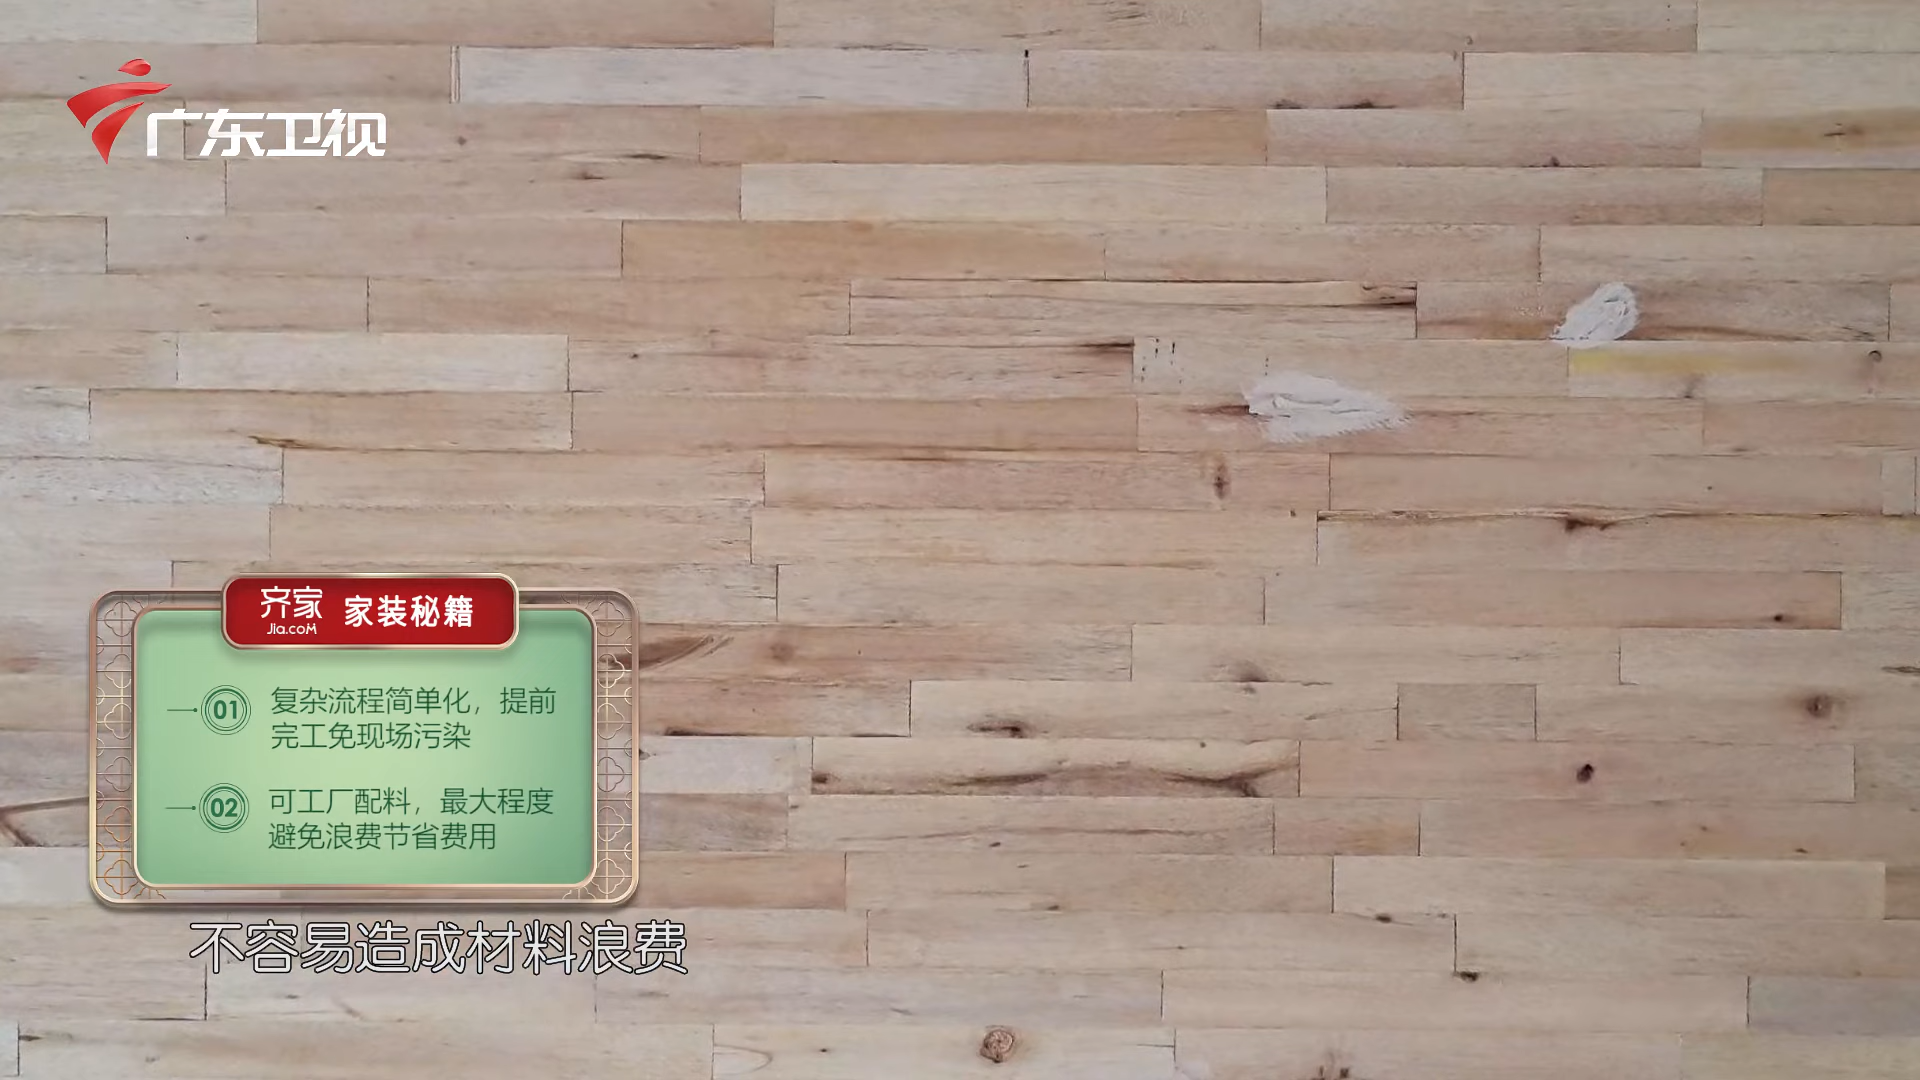 广东卫视
齐家 家装秘籍
Jia.coM
01 复杂流程简单化，提前
完工免现场污染
02 可工厂配料，最大程度
避免浪费节省费用
不容易造成材料浪费